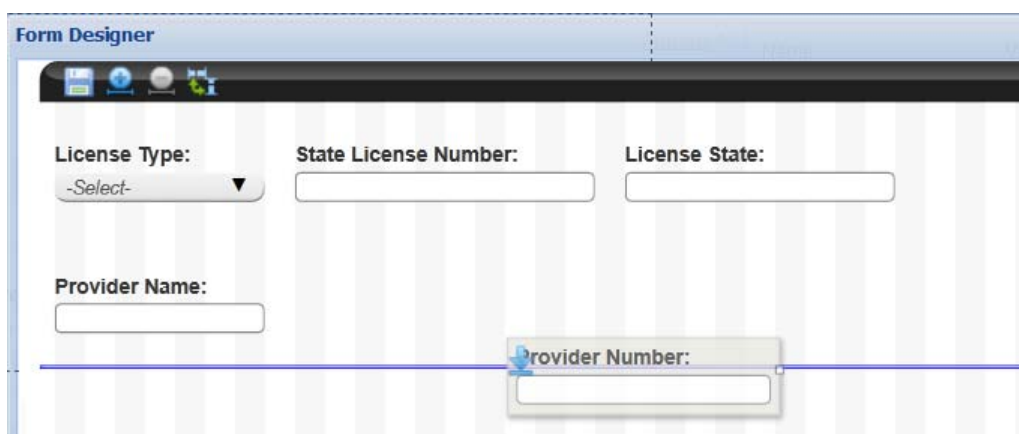 Form Designer
License Type: State License Number: License State:
-Select-
Provider Name:
Provider Number: